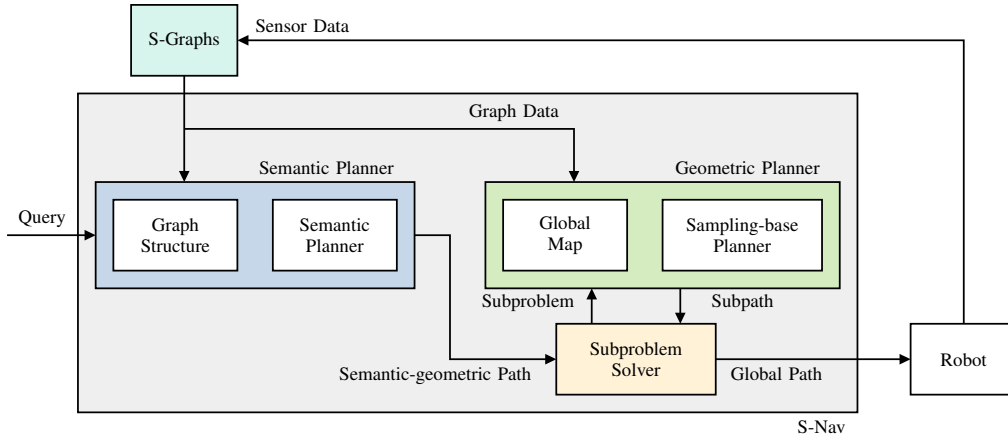 S-Graphs
Sensor Data
Graph Data
Semantic Planner
Geometric Planner
Query
Graph
Structure
Semantic
Planner
Global
Map
Sampling-base
Planner
Subproblem
Subpath
Semantic-geometric Path
Subproblem
Solver
Global Path
Robot
S-Nav